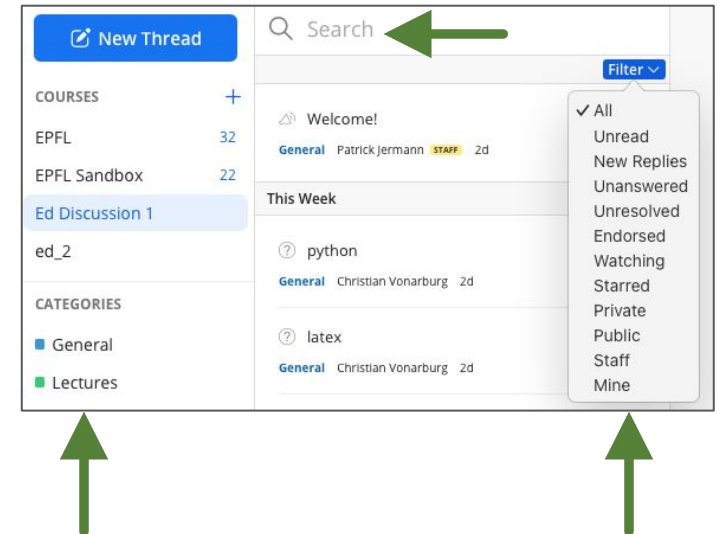 New Thread
COURSES +
EPFL 32
EPFL Sandbox 22
Ed Discussion 1
ed_2
CATEGORIES
General
Lectures
Search
Filter
Welcome!
General Patrick Jermann STAFF 2d
This Week
python
General Christian Vonarburg 2d
latex
General Christian Vonarburg 2d
✓ All
Unread
New Replies
Unanswered
Unresolved
Endorsed
Watching
Starred
Private
Public
Staff
Mine